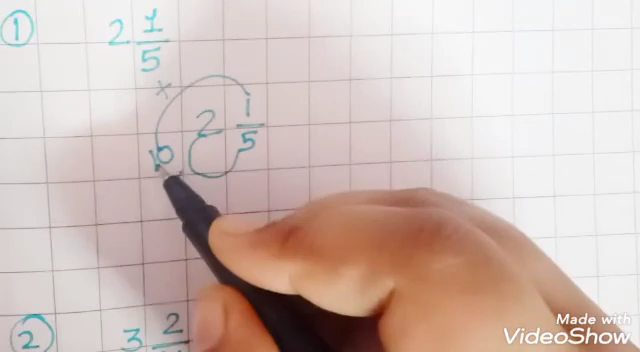 ① 2 1/5
×
2 1/5
10
② 3 2/
Made with
VideoShow